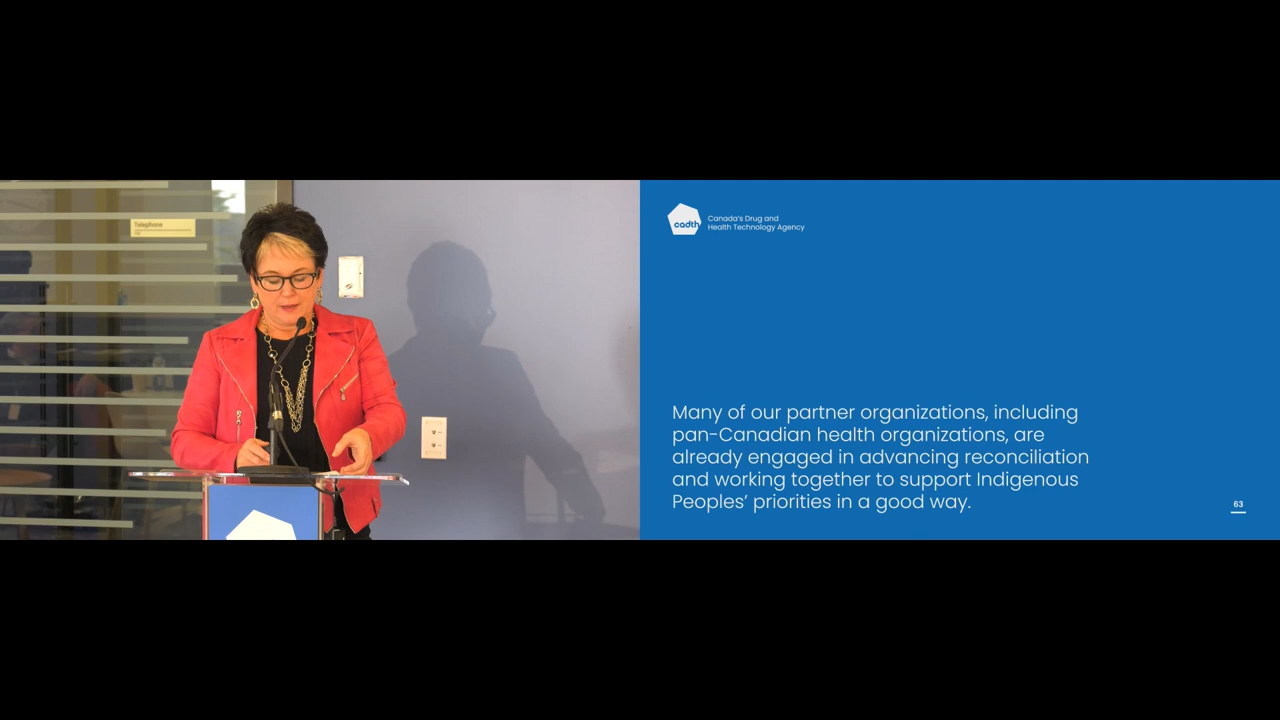 Telephone
cadth
Canada's Drug and
Health Technology Agency
Many of our partner organizations, including
pan-Canadian health organizations, are
already engaged in advancing reconciliation
and working together to support Indigenous
Peoples' priorities in a good way.
63